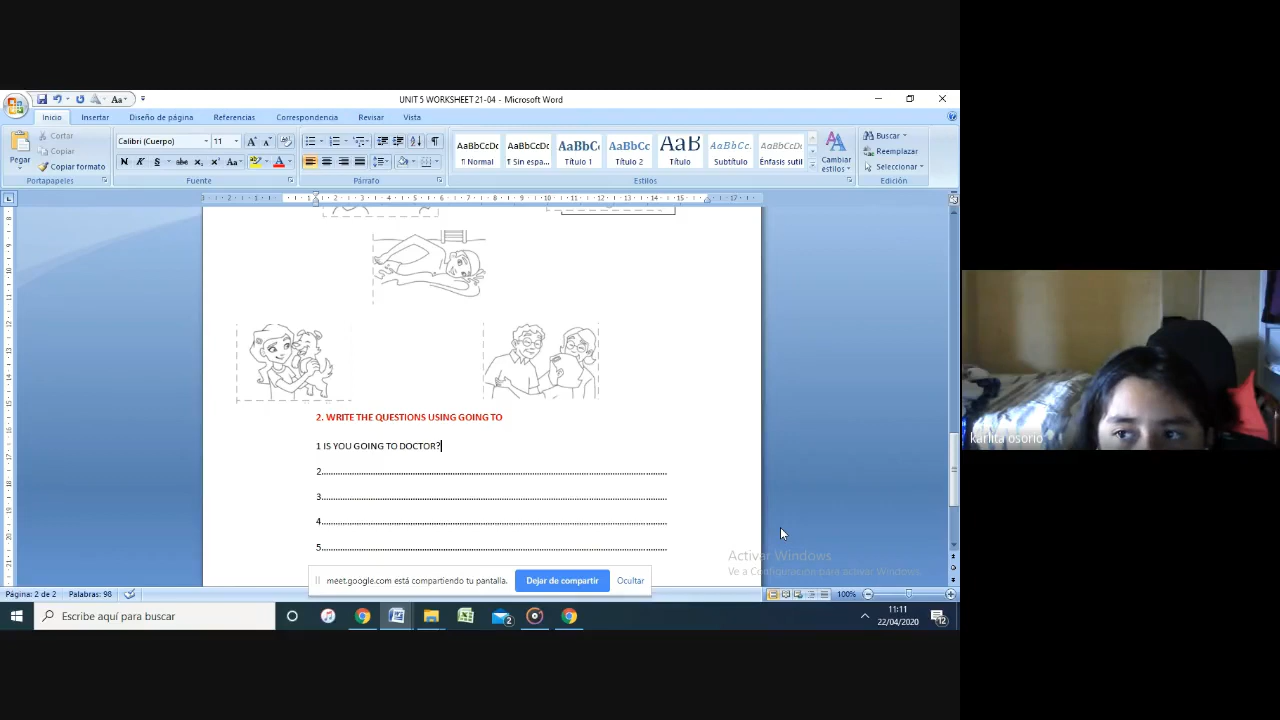 UNIT 5 WORKSHEET 21-04 - Microsoft Word
Inicio Insertar Diseño de página Referencias Correspondencia Revisar Vista
Pegar
Cortar
Copiar
Copiar formato
Portapapeles
Calibri (Cuerpo) 11
Fuente
Párrafo
AaBbCcDc AaBbCcDc AaBbCc AaBbCc AaB AaBbCc. AaBbCcDc
¶ Normal ¶ Sin espa... Título 1 Título 2 Título Subtítulo Énfasis sutil
Estilos
Cambiar estilos
Buscar
Reemplazar
Seleccionar
Edición
2. WRITE THE QUESTIONS USING GOING TO
1 IS YOU GOING TO DOCTOR?
2
3
4
5
karlita osorio
Activar Windows
Ve a Configuración para activar Windows.
meet.google.com está compartiendo tu pantalla. Dejar de compartir Ocultar
Página: 2 de 2 Palabras: 98 100%
Escribe aquí para buscar
2
11:11
22/04/2020
12